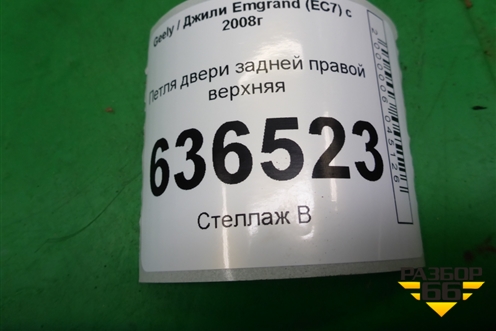 Geely / Джили Emgrand (EC7) с
2008г
Петля двери задней правой
верхняя
636523
Стеллаж В
РАЗБОР
66